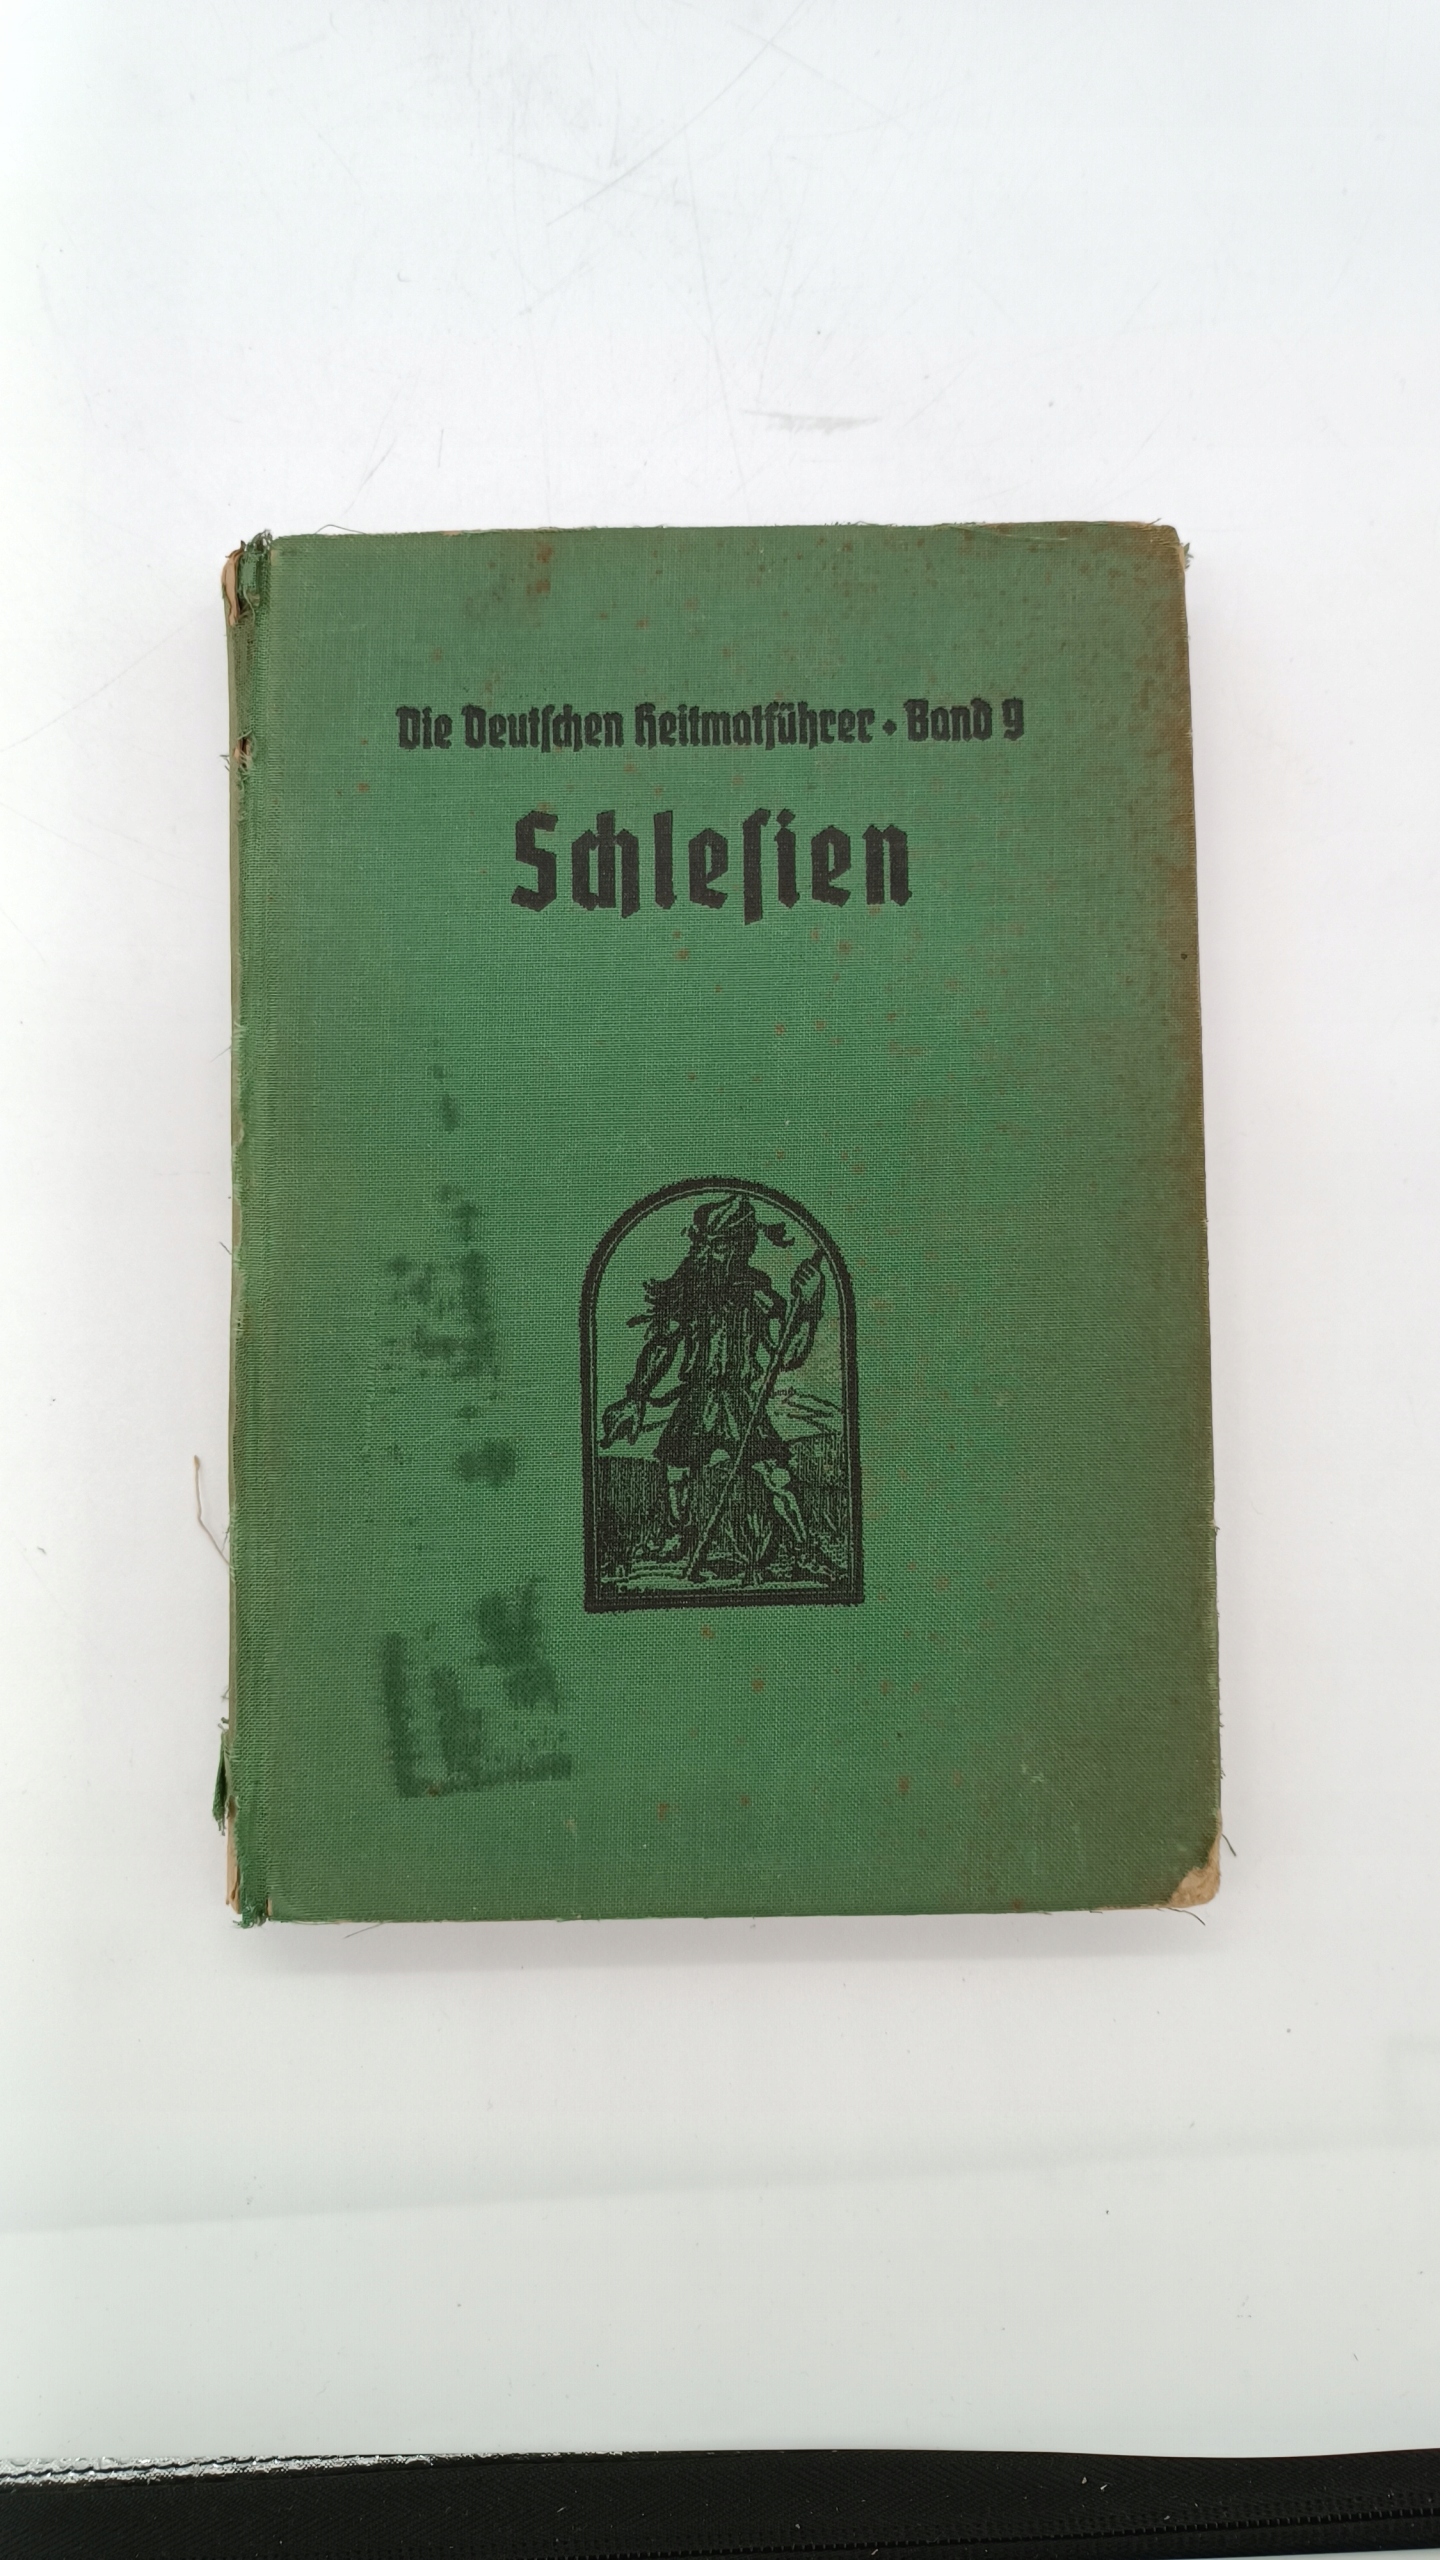 Die Deutſchen Heimatführer • Band 9
Schleſien